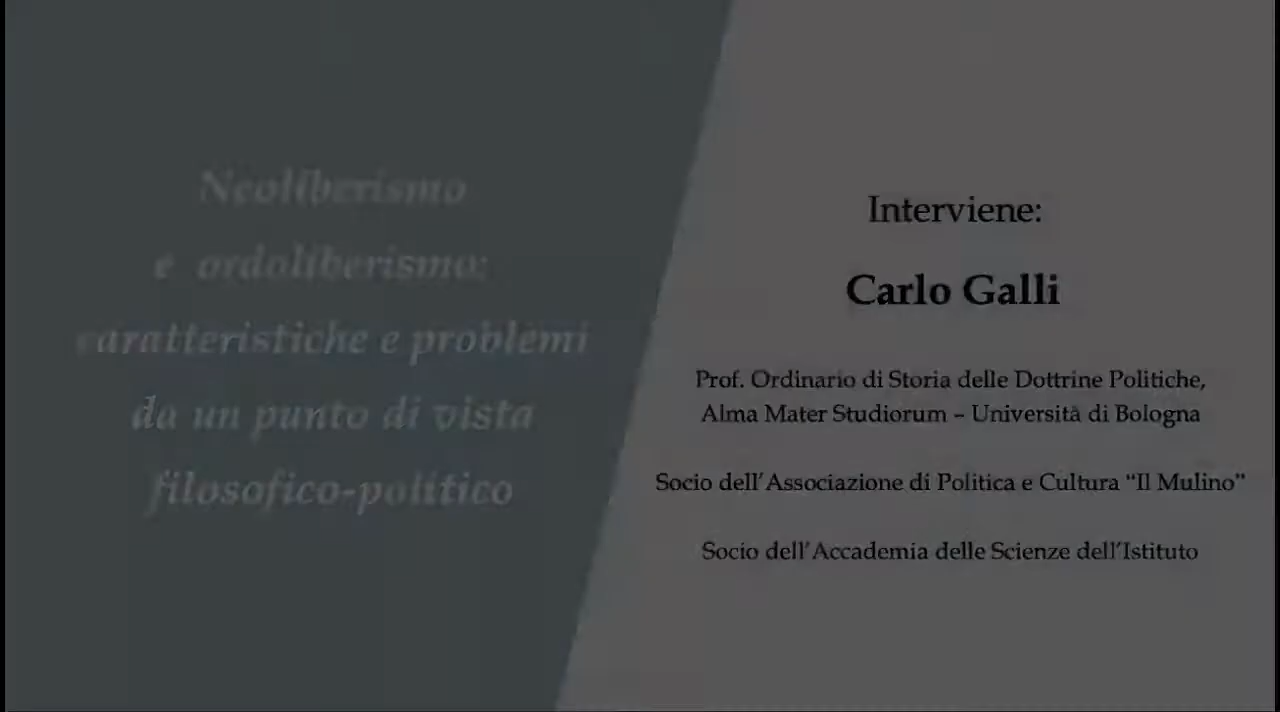 Neoliberismo
e ordoliberismo:
caratteristiche e problemi
da un punto di vista
filosofico-politico
Interviene:
Carlo Galli
Prof. Ordinario di Storia delle Dottrine Politiche,
Alma Mater Studiorum – Università di Bologna
Socio dell'Associazione di Politica e Cultura "Il Mulino"
Socio dell'Accademia delle Scienze dell'Istituto